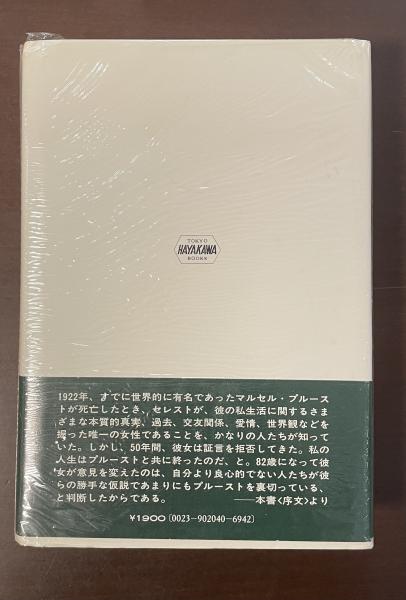 TOKYO
HAYAKAWA
BOOKS
1922年、すでに世界的に有名であったマルセル・プルース
トが死亡したとき、セレストが、彼の私生活に関するさま
ざまな本質的真実、過去、交友関係、愛情、世界観などを
握った唯一の女性であることを、かなりの人たちが知って
いた。しかし、50年間、彼女は証言を拒否してきた。私の
人生はプルーストと共に終ったのだ、と。82歳になって彼
女が意見を変えたのは、自分より良心的でない人たちが彼
らの勝手な仮説であまりにもプルーストを裏切っている、
と判断したからである。 ——本書〈序文〉より
¥1900 [0023-902040-6942]